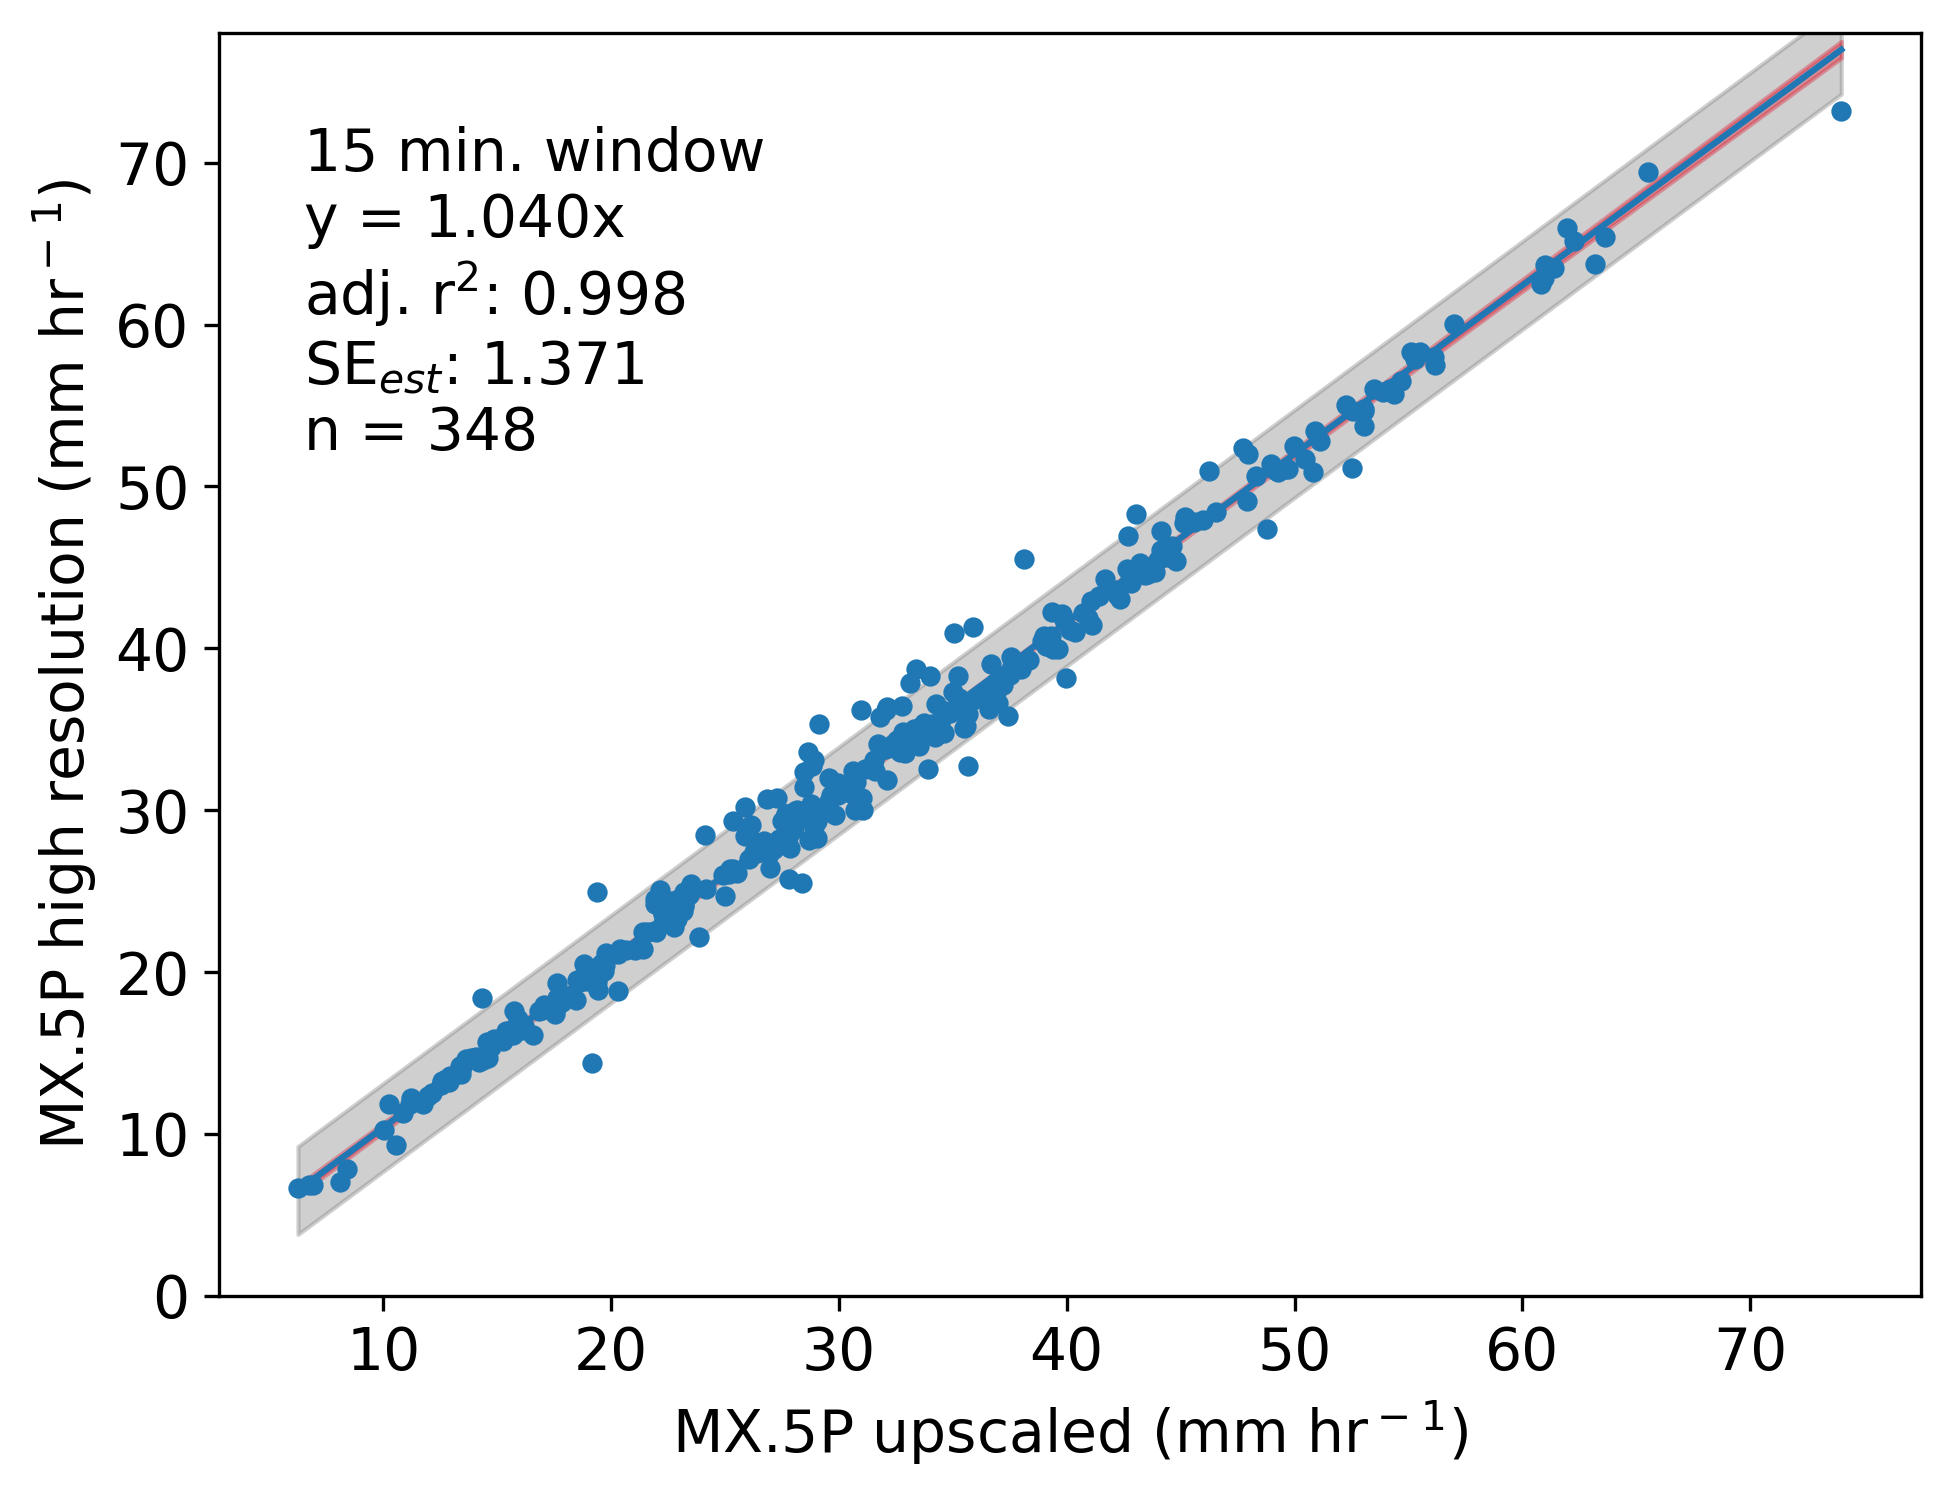 15 min. window
y = 1.040x
adj. r²: 0.998
SEₑₛₜ: 1.371
n = 348
MX.5P high resolution (mm hr⁻¹)
70
60
50
40
30
20
10
0
10 20 30 40 50 60 70
MX.5P upscaled (mm hr⁻¹)